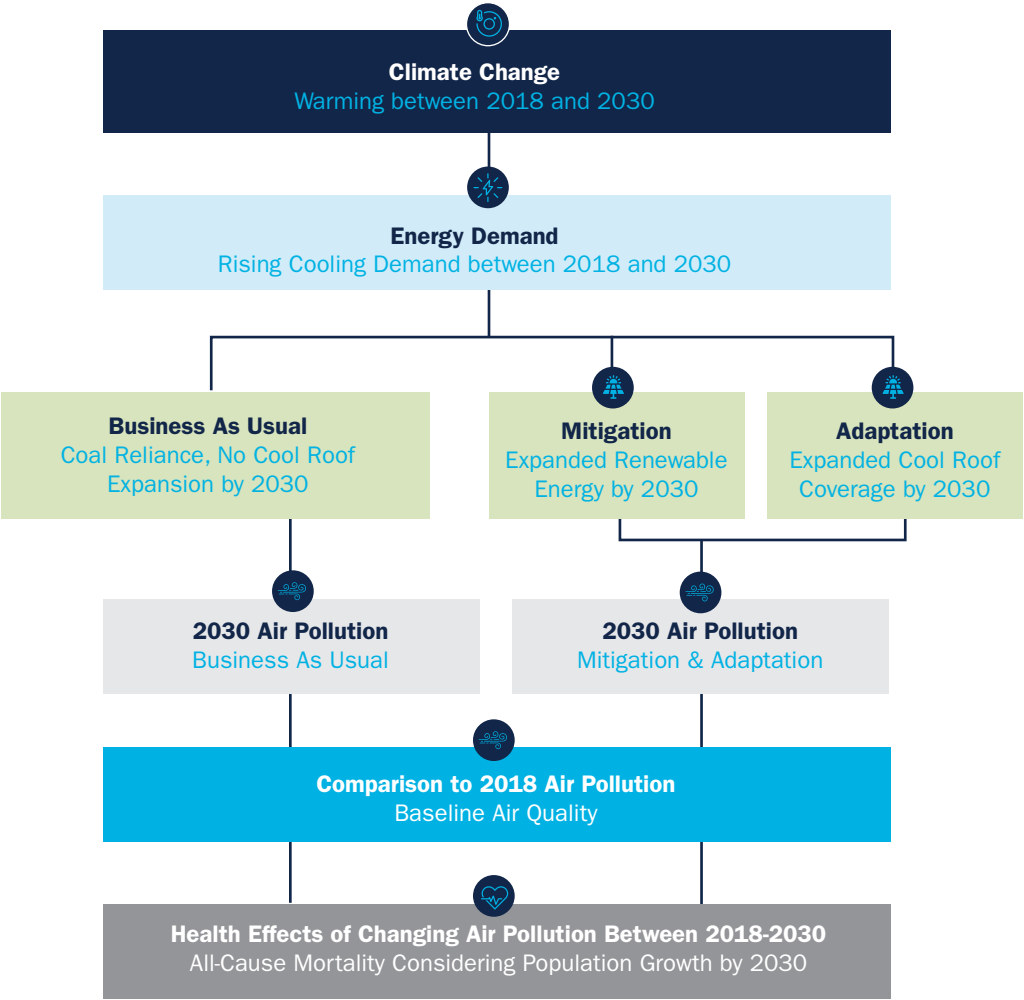 Climate Change
Warming between 2018 and 2030
Energy Demand
Rising Cooling Demand between 2018 and 2030
Business As Usual
Coal Reliance, No Cool Roof
Expansion by 2030
Mitigation
Expanded Renewable
Energy by 2030
Adaptation
Expanded Cool Roof
Coverage by 2030
2030 Air Pollution
Business As Usual
2030 Air Pollution
Mitigation & Adaptation
Comparison to 2018 Air Pollution
Baseline Air Quality
Health Effects of Changing Air Pollution Between 2018-2030
All-Cause Mortality Considering Population Growth by 2030